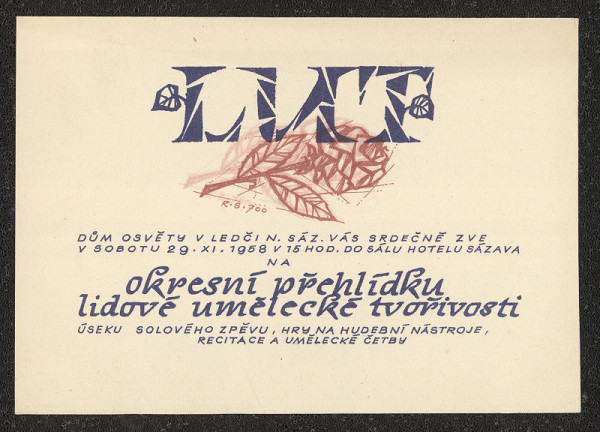 LUT
R.B.700
DŮM OSVĚTY V LEDČI N. SÁZ. VÁS SRDEČNĚ ZVE
V SOBOTU 29. XI. 1958 V 15 HOD. DO SÁLU HOTELU SÁZAVA
NA
okresní přehlídku
lidové umělecké tvořivosti
ÚSEKU SOLOVÉHO ZPĚVU, HRY NA HUDEBNÍ NÁSTROJE,
RECITACE A UMĚLECKÉ ČETBY